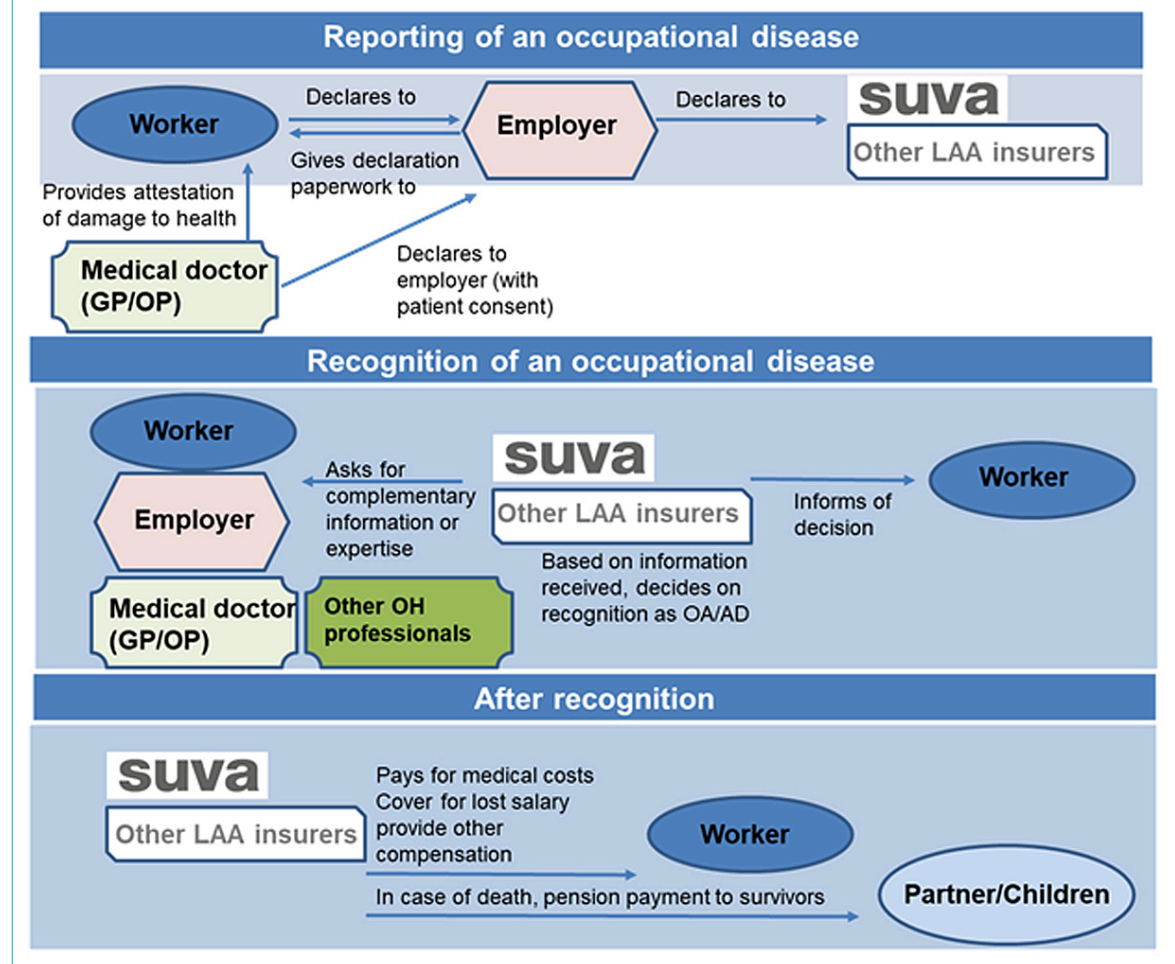 Reporting of an occupational disease
Worker
Declares to
Gives declaration
paperwork to
Employer
Declares to
suva
Other LAA insurers
Provides attestation
of damage to health
Medical doctor
(GP/OP)
Declares to
employer (with
patient consent)
Recognition of an occupational disease
Worker
Employer
Medical doctor
(GP/OP)
Other OH
professionals
Asks for
complementary
information or
expertise
suva
Other LAA insurers
Based on information
received, decides on
recognition as OA/AD
Informs of
decision
Worker
After recognition
suva
Other LAA insurers
Pays for medical costs
Cover for lost salary
provide other
compensation
Worker
In case of death, pension payment to survivors
Partner/Children